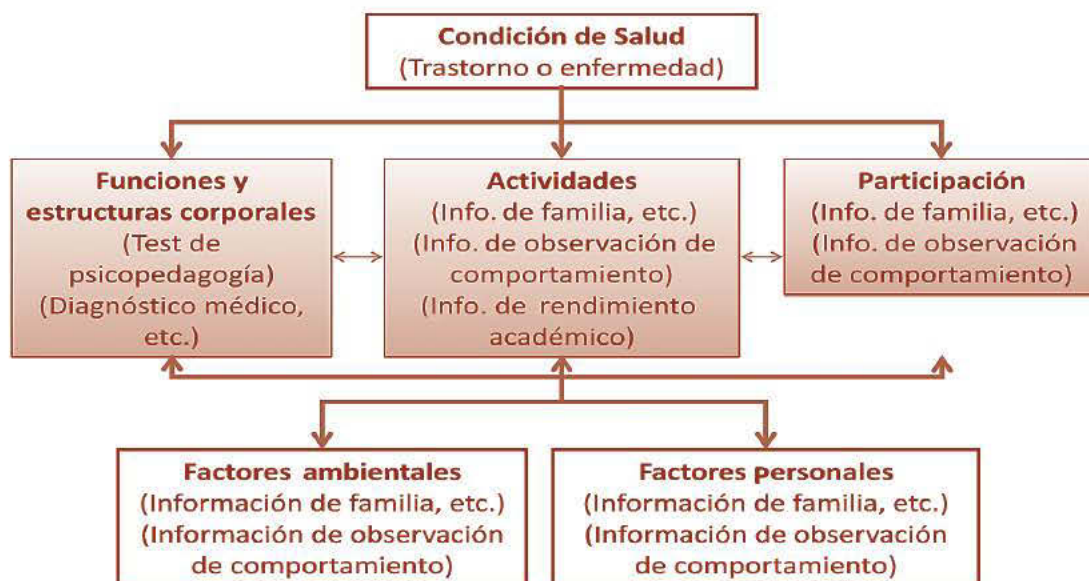 Condición de Salud
(Trastorno o enfermedad)
Funciones y
estructuras corporales
(Test de
psicopedagogía)
(Diagnóstico médico,
etc.)
Actividades
(Info. de familia, etc.)
(Info. de observación de
comportamiento)
(Info. de rendimiento
académico)
Participación
(Info. de familia, etc.)
(Info. de observación
de comportamiento)
Factores ambientales
(Información de familia, etc.)
(Información de observación
de comportamiento)
Factores personales
(Información de familia, etc.)
(Información de observación
de comportamiento)